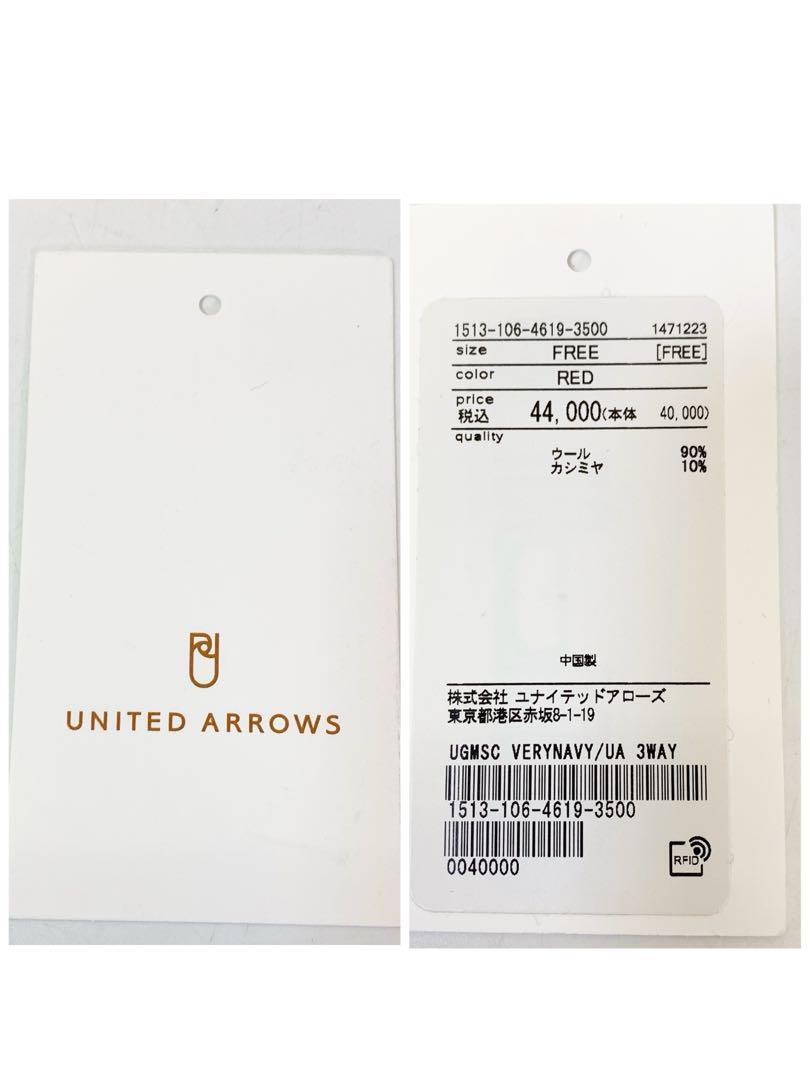 UNITED ARROWS
1513-106-4619-3500 1471223
size FREE [FREE]
color RED
price
税込 44,000(本体 40,000)
quality
ウール 90%
カシミヤ 10%
中国製
株式会社 ユナイテッドアローズ
東京都港区赤坂8-1-19
UGMSC VERYNAVY/UA 3WAY
1513-106-4619-3500
0040000
RFID